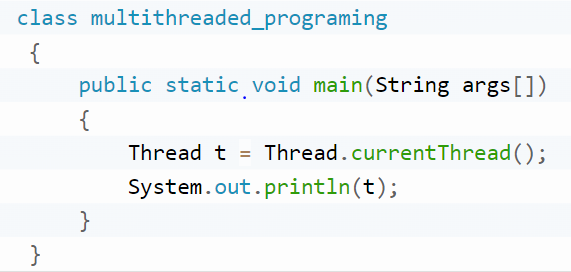 class multithreaded_programing
{
public static void main(String args[])
{
Thread t = Thread.currentThread();
System.out.println(t);
}
}